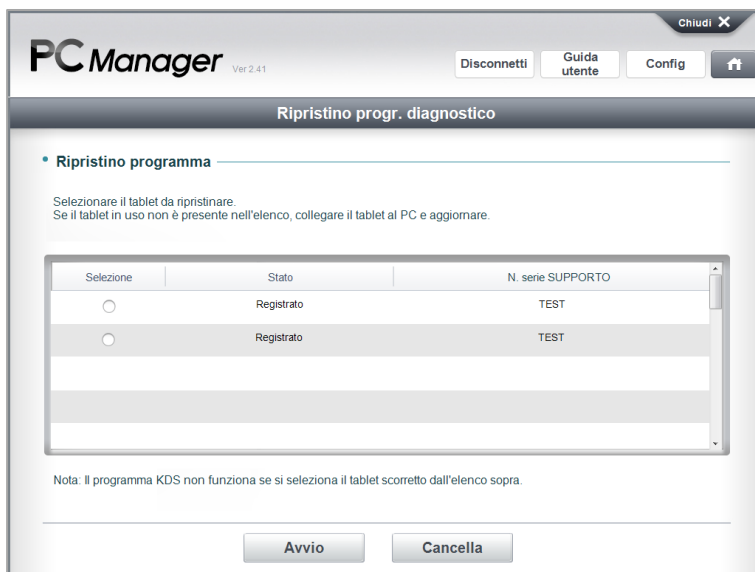 Chiudi
PC Manager Ver 2.41
Disconnetti
Guida
utente
Config
Ripristino progr. diagnostico
Ripristino programma
Selezionare il tablet da ripristinare.
Se il tablet in uso non è presente nell'elenco, collegare il tablet al PC e aggiornare.
Selezione Stato N. serie SUPPORTO
Registrato TEST
Registrato TEST
Nota: Il programma KDS non funziona se si seleziona il tablet scorretto dall'elenco sopra.
Avvio Cancella